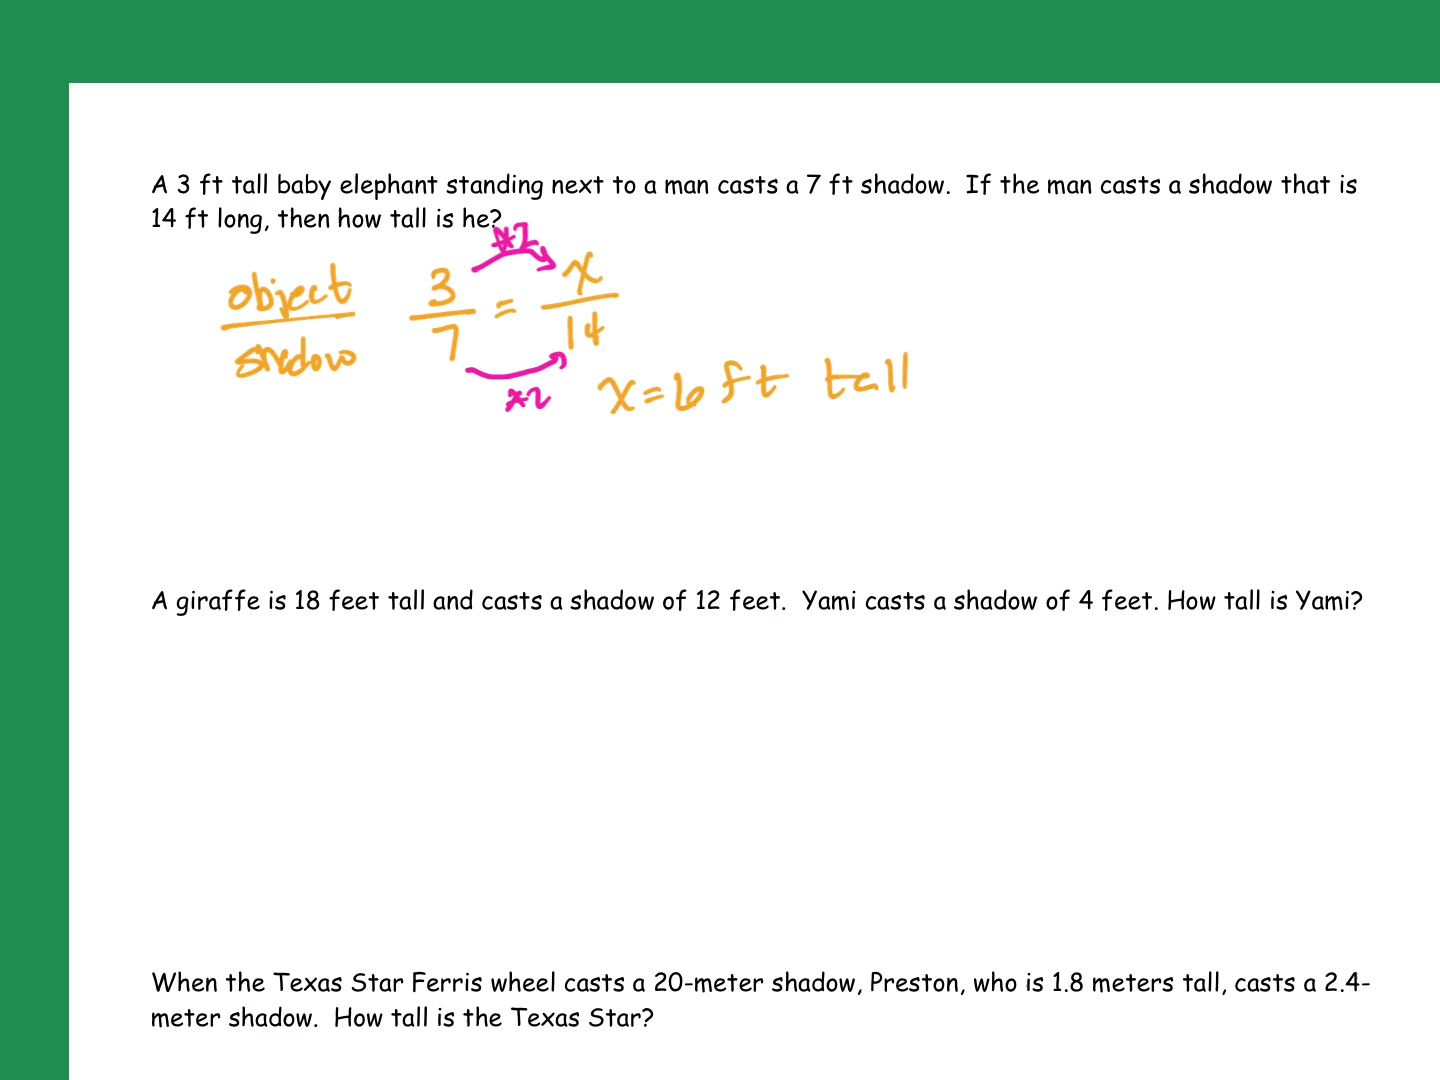 A 3 ft tall baby elephant standing next to a man casts a 7 ft shadow.  If the man casts a shadow that is
14 ft long, then how tall is he?
*2
object 3 = x
shadow 7 14
*2
x = 6 ft tall
A giraffe is 18 feet tall and casts a shadow of 12 feet.  Yami casts a shadow of 4 feet. How tall is Yami?
When the Texas Star Ferris wheel casts a 20-meter shadow, Preston, who is 1.8 meters tall, casts a 2.4-
meter shadow.  How tall is the Texas Star?